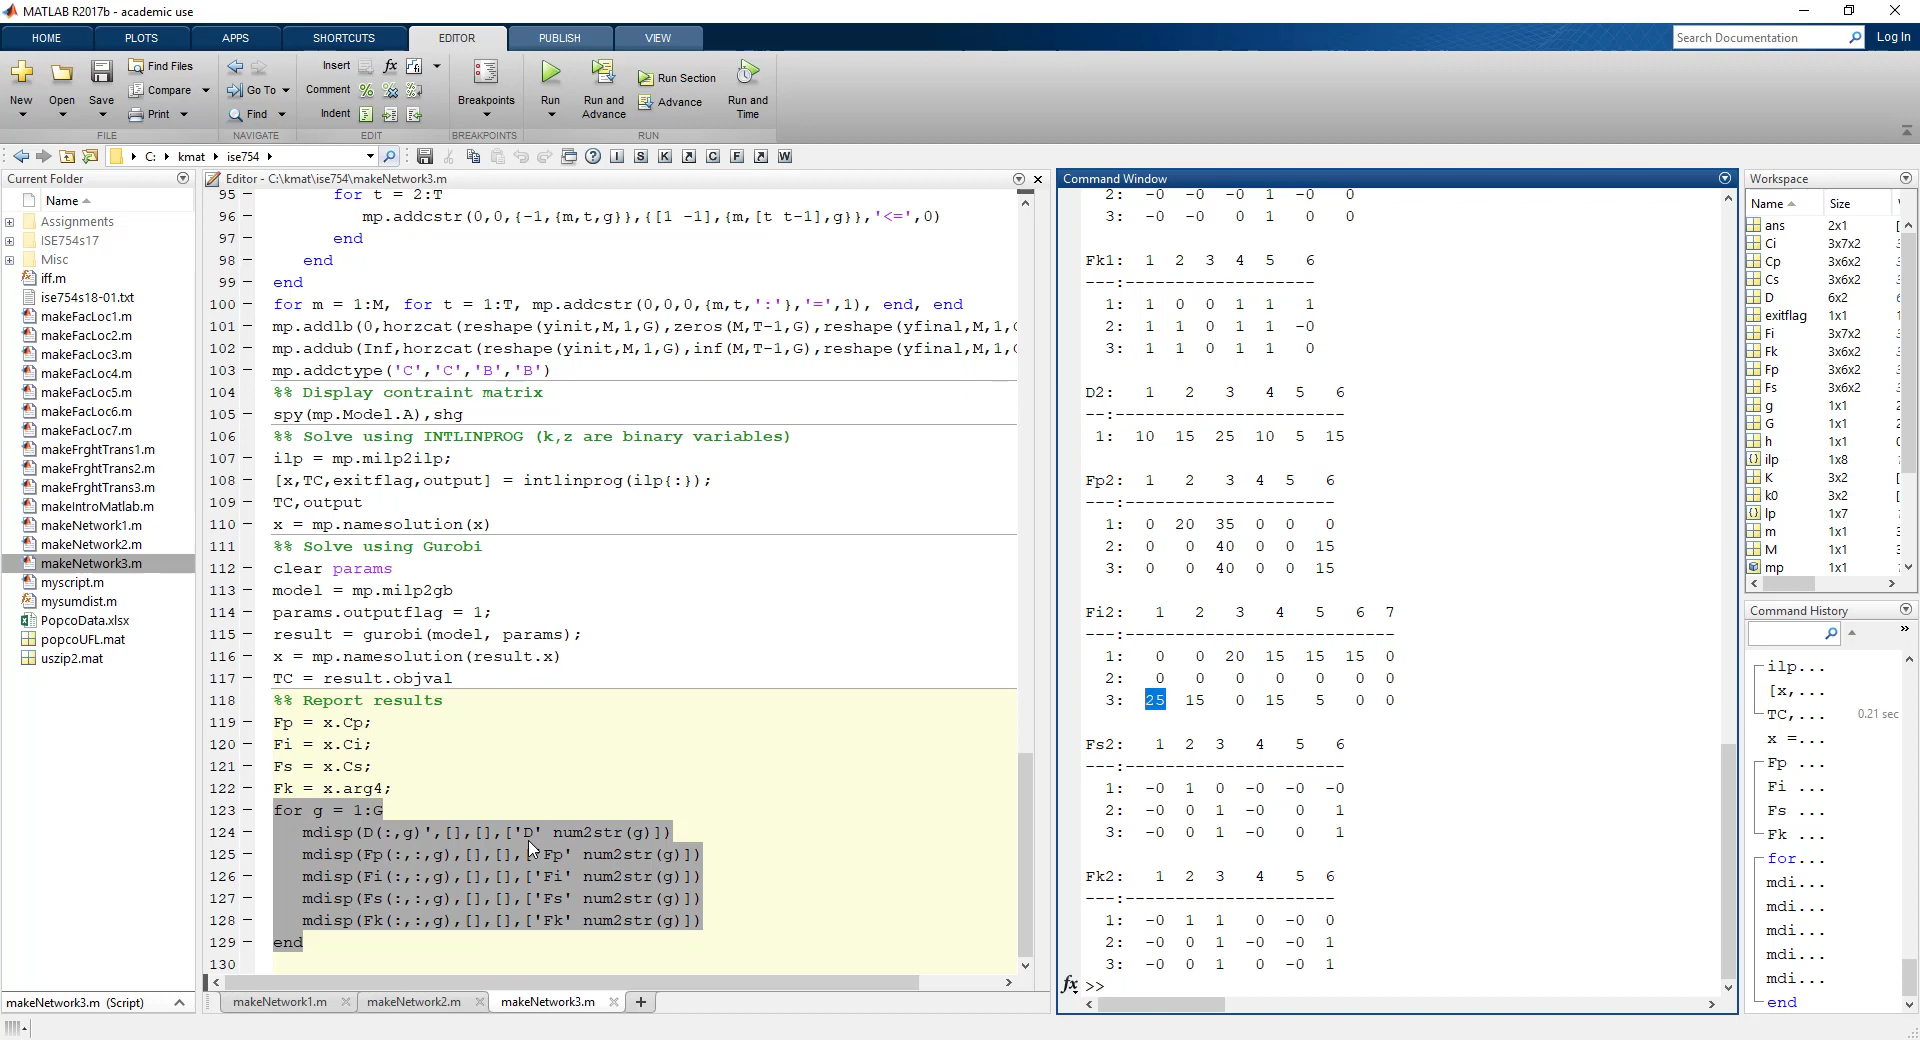 MATLAB R2017b - academic use
HOME PLOTS APPS SHORTCUTS EDITOR PUBLISH VIEW
Search Documentation
Log In
New
Open
Save
Find Files
Compare
Print
FILE
Go To
Find
NAVIGATE
Insert
Comment
Indent
EDIT
Breakpoints
BREAKPOINTS
Run
Run and
Advance
Run Section
Advance
Run and
Time
RUN
C: kmat ise754
Current Folder
Name
Assignments
ISE754s17
Misc
iff.m
ise754s18-01.txt
makeFacLoc1.m
makeFacLoc2.m
makeFacLoc3.m
makeFacLoc4.m
makeFacLoc5.m
makeFacLoc6.m
makeFacLoc7.m
makeFrghtTrans1.m
makeFrghtTrans2.m
makeFrghtTrans3.m
makeIntroMatlab.m
makeNetwork1.m
makeNetwork2.m
makeNetwork3.m
myscript.m
mysumdist.m
PopcoData.xlsx
popcoUFL.mat
uszip2.mat
makeNetwork3.m (Script)
Editor - C:\kmat\ise754\makeNetwork3.m
95 – for t = 2:T
96 – mp.addcstr(0,0,{-1,{m,t,g}},{[1 -1],{m,[t t-1],g}},'<=',0)
97 – end
98 – end
99 – end
100 – for m = 1:M, for t = 1:T, mp.addcstr(0,0,0,{m,t,':'},'=',1), end, end
101 – mp.addlb(0,horzcat(reshape(yinit,M,1,G),zeros(M,T-1,G),reshape(yfinal,M,1,
102 – mp.addub(Inf,horzcat(reshape(yinit,M,1,G),inf(M,T-1,G),reshape(yfinal,M,1,
103 – mp.addctype('C','C','B','B')
104 %% Display contraint matrix
105 – spy(mp.Model.A),shg
106 %% Solve using INTLINPROG (k,z are binary variables)
107 – ilp = mp.milp2ilp;
108 – [x,TC,exitflag,output] = intlinprog(ilp{:});
109 – TC,output
110 – x = mp.namesolution(x)
111 %% Solve using Gurobi
112 – clear params
113 – model = mp.milp2gb
114 – params.outputflag = 1;
115 – result = gurobi(model, params);
116 – x = mp.namesolution(result.x)
117 – TC = result.objval
118 %% Report results
119 – Fp = x.Cp;
120 – Fi = x.Ci;
121 – Fs = x.Cs;
122 – Fk = x.arg4;
123 – for g = 1:G
124 – mdisp(D(:,g)',[],[],['D' num2str(g)])
125 – mdisp(Fp(:,:,g),[],[],['Fp' num2str(g)])
126 – mdisp(Fi(:,:,g),[],[],['Fi' num2str(g)])
127 – mdisp(Fs(:,:,g),[],[],['Fs' num2str(g)])
128 – mdisp(Fk(:,:,g),[],[],['Fk' num2str(g)])
129 – end
130
makeNetwork1.m makeNetwork2.m makeNetwork3.m
Command Window
2: -0 -0 -0 1 -0 0
3: -0 -0 0 1 0 0
Fk1: 1 2 3 4 5 6
---:--------------------
1: 1 0 0 1 1 1
2: 1 1 0 1 1 -0
3: 1 1 0 1 1 0
D2: 1 2 3 4 5 6
--:-----------------------
1: 10 15 25 10 5 15
Fp2: 1 2 3 4 5 6
---:---------------------
1: 0 20 35 0 0 0
2: 0 0 40 0 0 15
3: 0 0 40 0 0 15
Fi2: 1 2 3 4 5 6 7
---:---------------------------
1: 0 0 20 15 15 15 0
2: 0 0 0 0 0 0 0
3: 25 15 0 15 5 0 0
Fs2: 1 2 3 4 5 6
---:----------------------
1: -0 1 0 -0 -0 -0
2: -0 0 1 -0 0 1
3: -0 0 1 -0 0 1
Fk2: 1 2 3 4 5 6
---:---------------------
1: -0 1 1 0 -0 0
2: -0 0 1 -0 -0 1
3: -0 0 1 0 -0 1
fx >>
Workspace
Name Size
ans 2x1
Ci 3x7x2
Cp 3x6x2
Cs 3x6x2
D 6x2
exitflag 1x1
Fi 3x7x2
Fk 3x6x2
Fp 3x6x2
Fs 3x6x2
g 1x1
G 1x1
h 1x1
ilp 1x8
K 3x2
k0 3x2
lp 1x7
m 1x1
M 1x1
mp 1x1
Command History
ilp...
[x,...
TC,... 0.21 sec
x =...
Fp ...
Fi ...
Fs ...
Fk ...
for...
mdi...
mdi...
mdi...
mdi...
mdi...
end